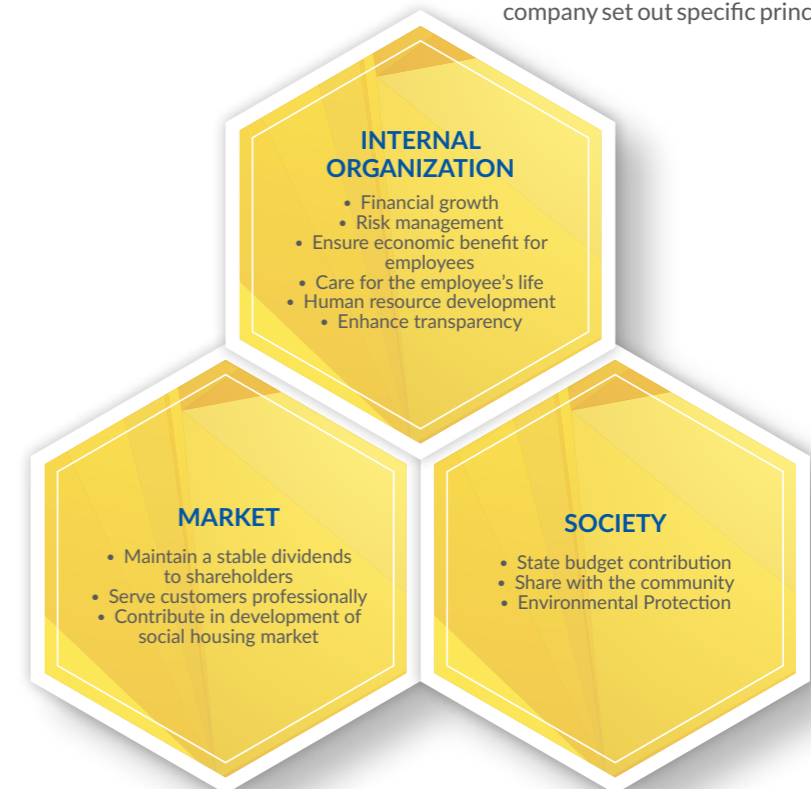 company set out specific princ
INTERNAL
ORGANIZATION
• Financial growth
• Risk management
• Ensure economic benefit for
employees
• Care for the employee's life
• Human resource development
• Enhance transparency
MARKET
• Maintain a stable dividends
to shareholders
• Serve customers professionally
• Contribute in development of
social housing market
SOCIETY
• State budget contribution
• Share with the community
• Environmental Protection